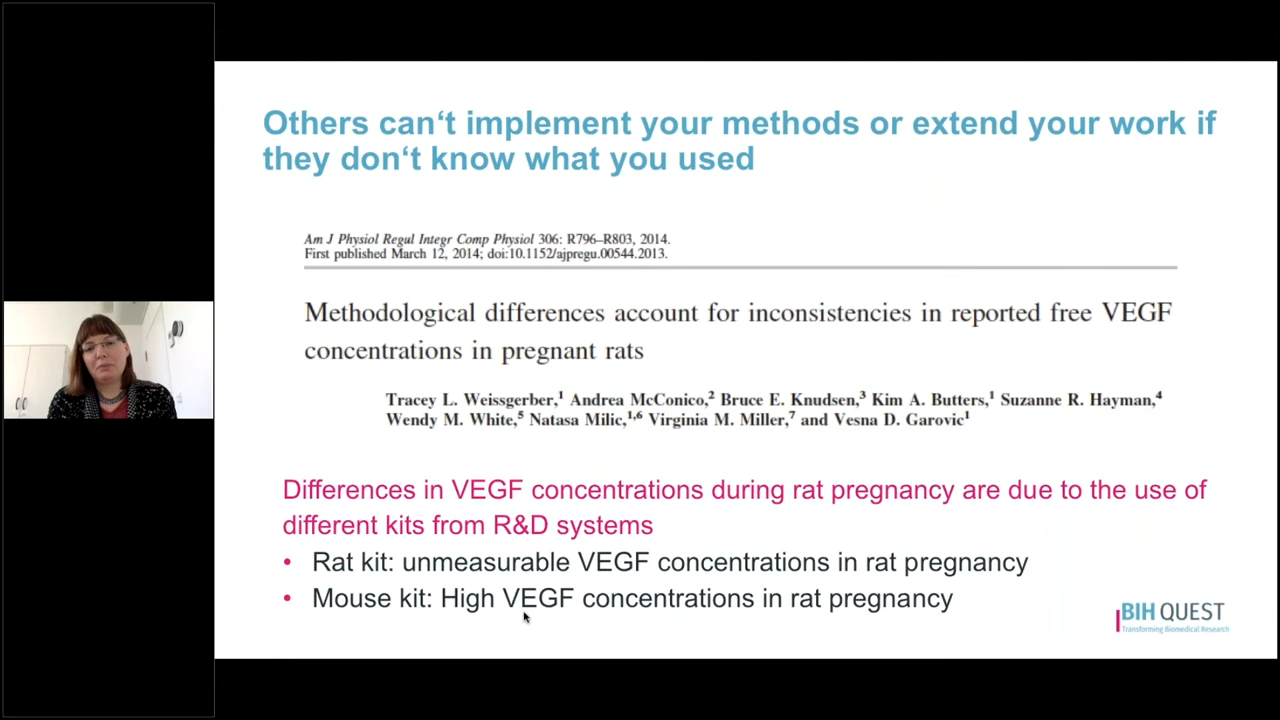 Others can‘t implement your methods or extend your work if
they don‘t know what you used
Am J Physiol Regul Integr Comp Physiol 306: R796–R803, 2014.
First published March 12, 2014; doi:10.1152/ajpregu.00544.2013.
Methodological differences account for inconsistencies in reported free VEGF
concentrations in pregnant rats
Tracey L. Weissgerber,¹ Andrea McConico,² Bruce E. Knudsen,³ Kim A. Butters,¹ Suzanne R. Hayman,⁴
Wendy M. White,⁵ Natasa Milic,¹,⁶ Virginia M. Miller,⁷ and Vesna D. Garovic¹
Differences in VEGF concentrations during rat pregnancy are due to the use of
different kits from R&D systems
• Rat kit: unmeasurable VEGF concentrations in rat pregnancy
• Mouse kit: High VEGF concentrations in rat pregnancy
BIH QUEST
Transforming Biomedical Research